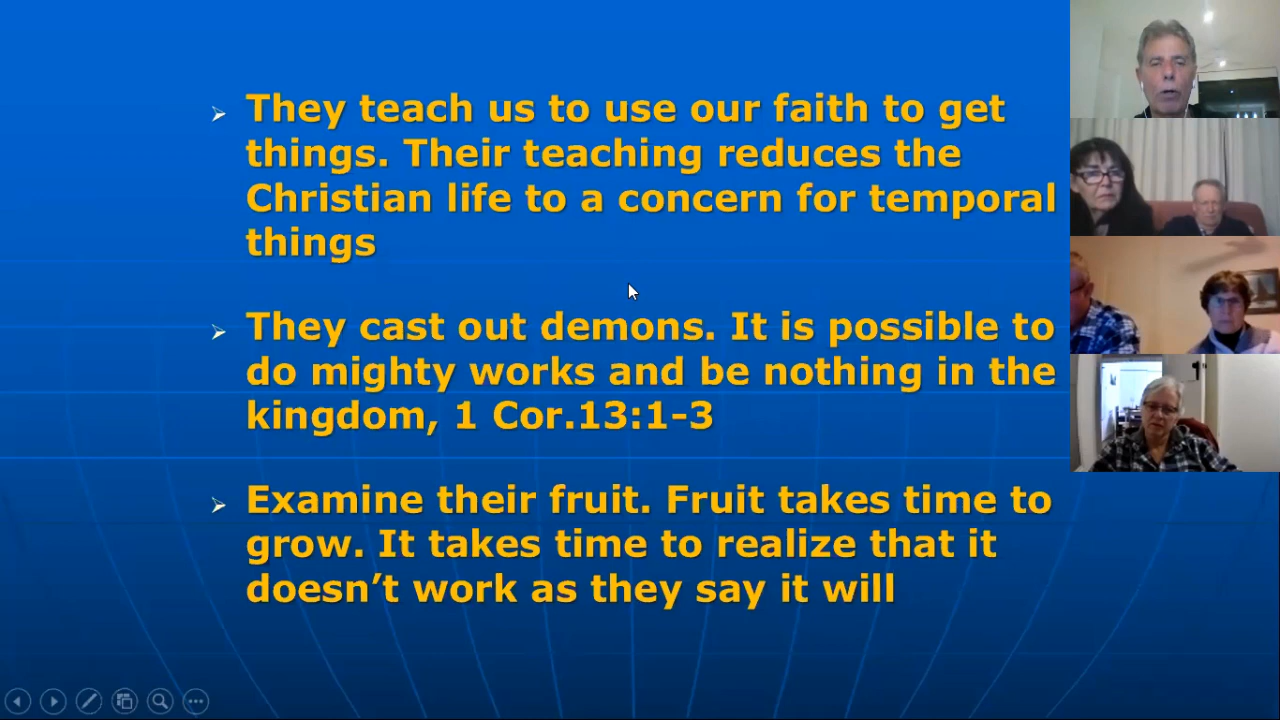 They teach us to use our faith to get
things. Their teaching reduces the
Christian life to a concern for temporal
things
They cast out demons. It is possible to
do mighty works and be nothing in the
kingdom, 1 Cor.13:1-3
Examine their fruit. Fruit takes time to
grow. It takes time to realize that it
doesn’t work as they say it will